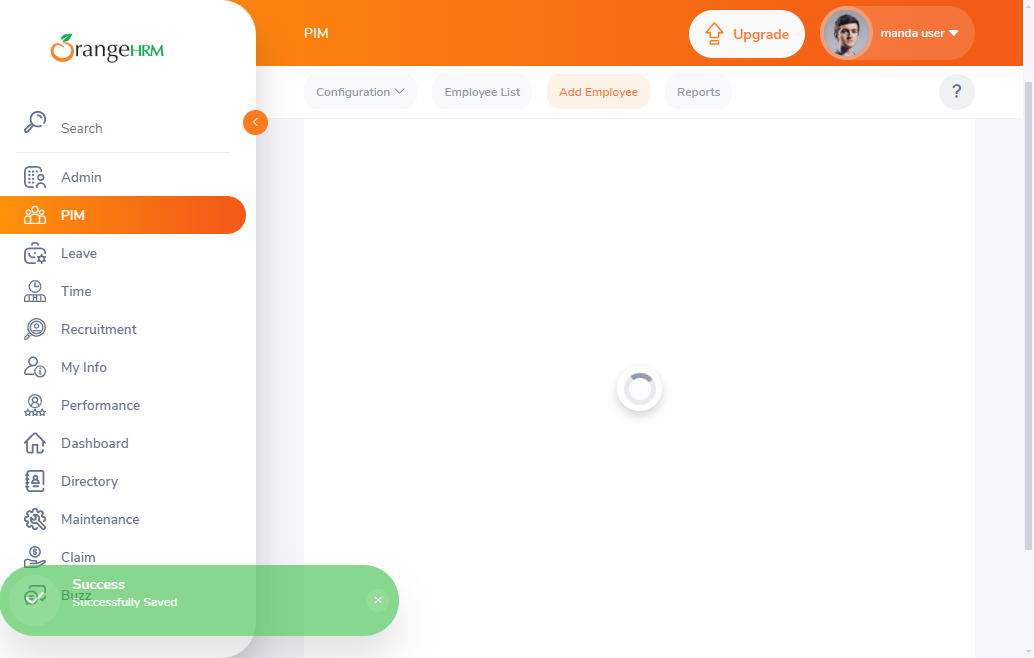 OrangeHRM
PIM
Upgrade
manda user
Configuration
Employee List
Add Employee
Reports
?
Search
Admin
PIM
Leave
Time
Recruitment
My Info
Performance
Dashboard
Directory
Maintenance
Claim
Buzz
Success
Successfully Saved